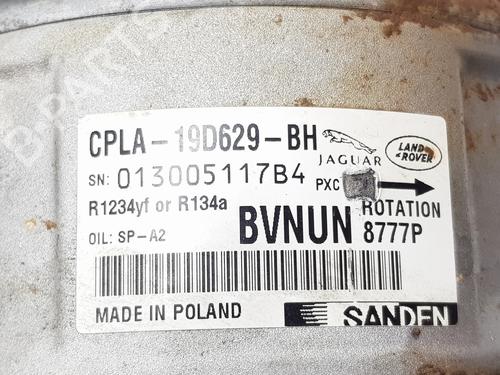 B-PARTS
CPLA-19D629-BH
JAGUAR
LAND ROVER
SN: 013005117B4
PXC
R1234yf or R134a
ROTATION
OIL: SP-A2
BVNUN
8777P
MADE IN POLAND
SANDEN